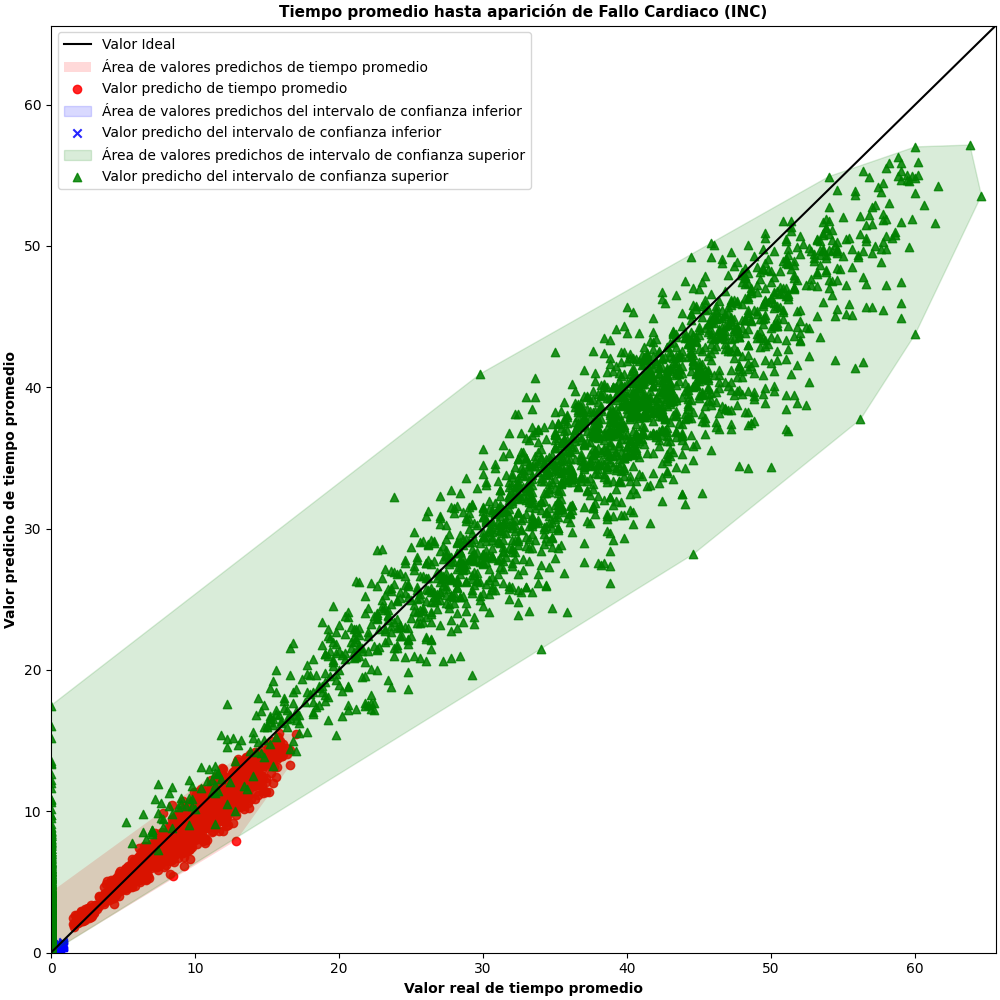 Tiempo promedio hasta aparición de Fallo Cardiaco (INC)
Valor Ideal
Área de valores predichos de tiempo promedio
Valor predicho de tiempo promedio
Área de valores predichos del intervalo de confianza inferior
Valor predicho del intervalo de confianza inferior
Área de valores predichos de intervalo de confianza superior
Valor predicho del intervalo de confianza superior
Valor predicho de tiempo promedio
60
50
40
30
20
10
0
0 10 20 30 40 50 60
Valor real de tiempo promedio